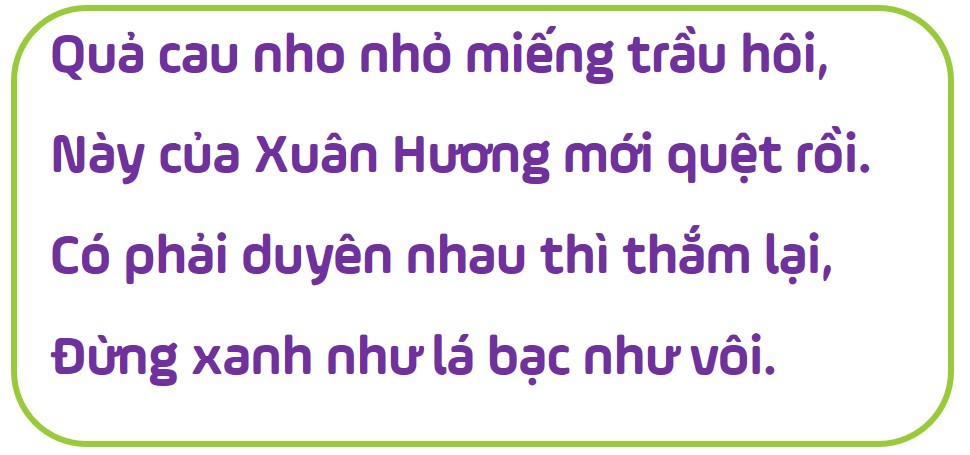 Quả cau nho nhỏ miếng trầu hôi,
Này của Xuân Hương mới quệt rồi.
Có phải duyên nhau thì thắm lại,
Đừng xanh như lá bạc như vôi.